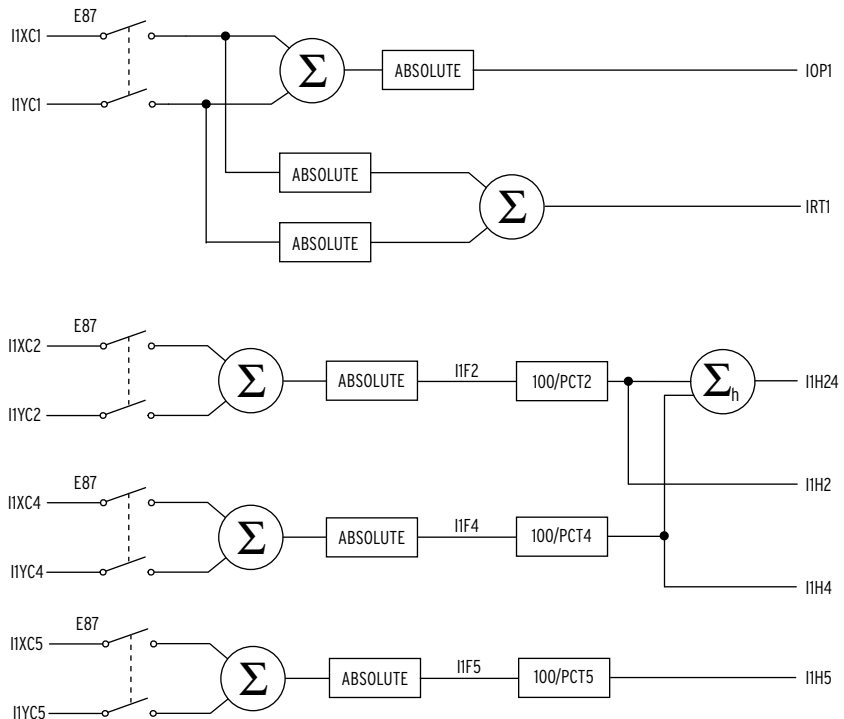 E87
I1XC1
I1YC1
Σ
ABSOLUTE
IOP1
ABSOLUTE
ABSOLUTE
Σ
IRT1
E87
I1XC2
I1YC2
Σ
ABSOLUTE
I1F2
100/PCT2
Σh
I1H24
I1H2
E87
I1XC4
I1YC4
Σ
ABSOLUTE
I1F4
100/PCT4
I1H4
E87
I1XC5
I1YC5
Σ
ABSOLUTE
I1F5
100/PCT5
I1H5